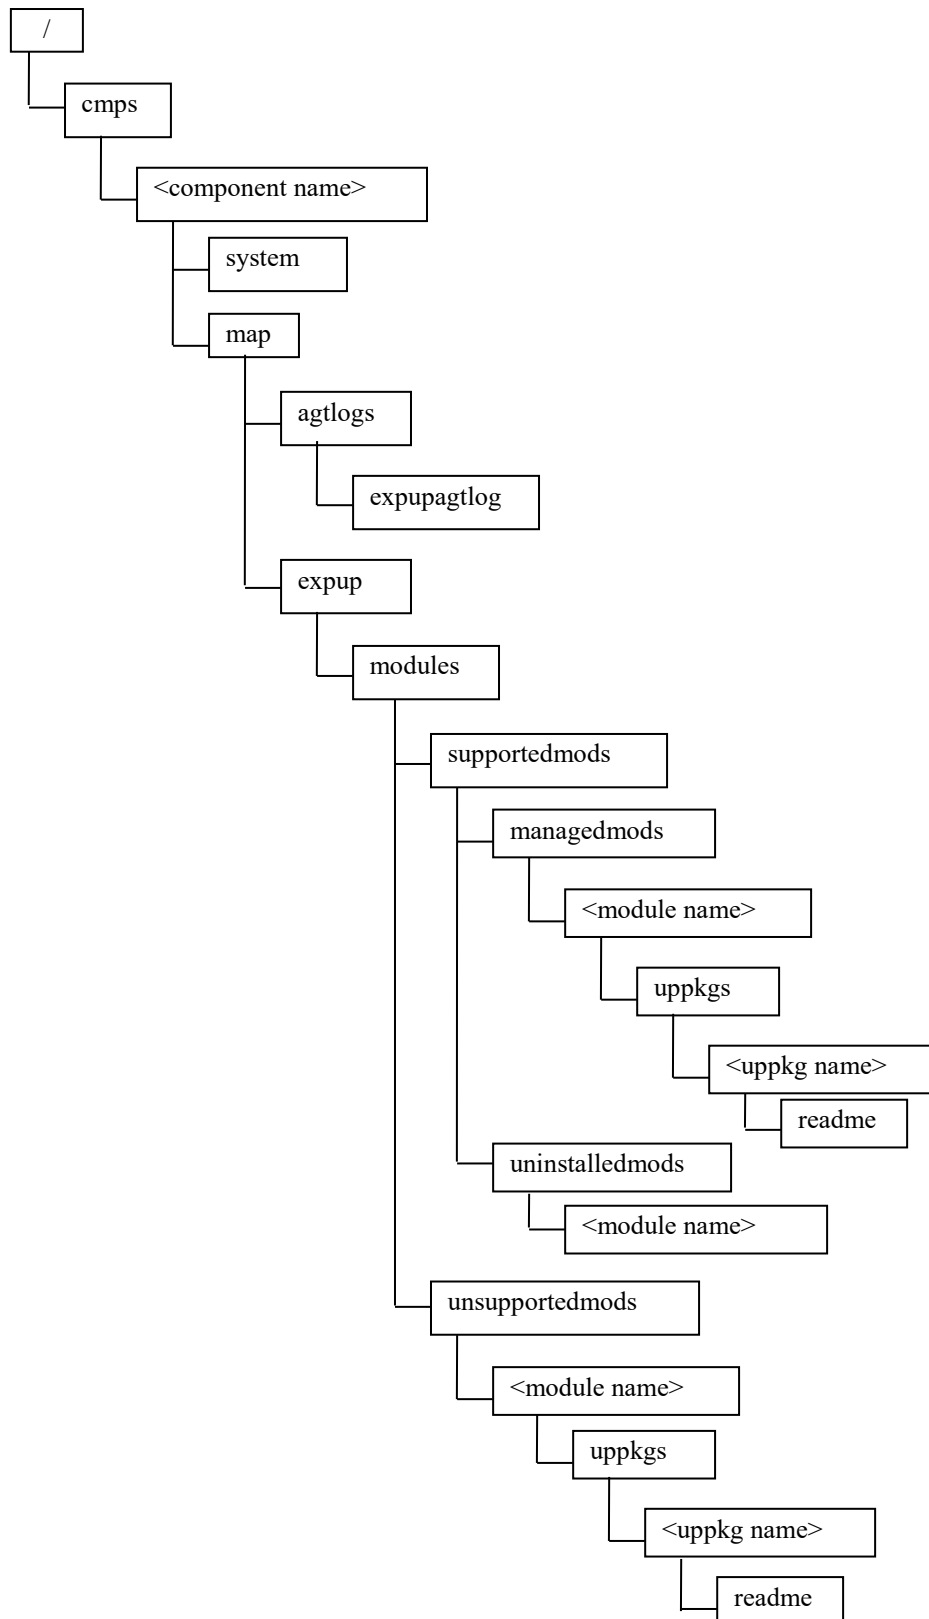 /
cmps
<component name>
system
map
agtlogs
expupagtlog
expup
modules
supportedmods
managedmods
<module name>
uppkgs
<uppkg name>
readme
uninstalledmods
<module name>
unsupportedmods
<module name>
uppkgs
<uppkg name>
readme